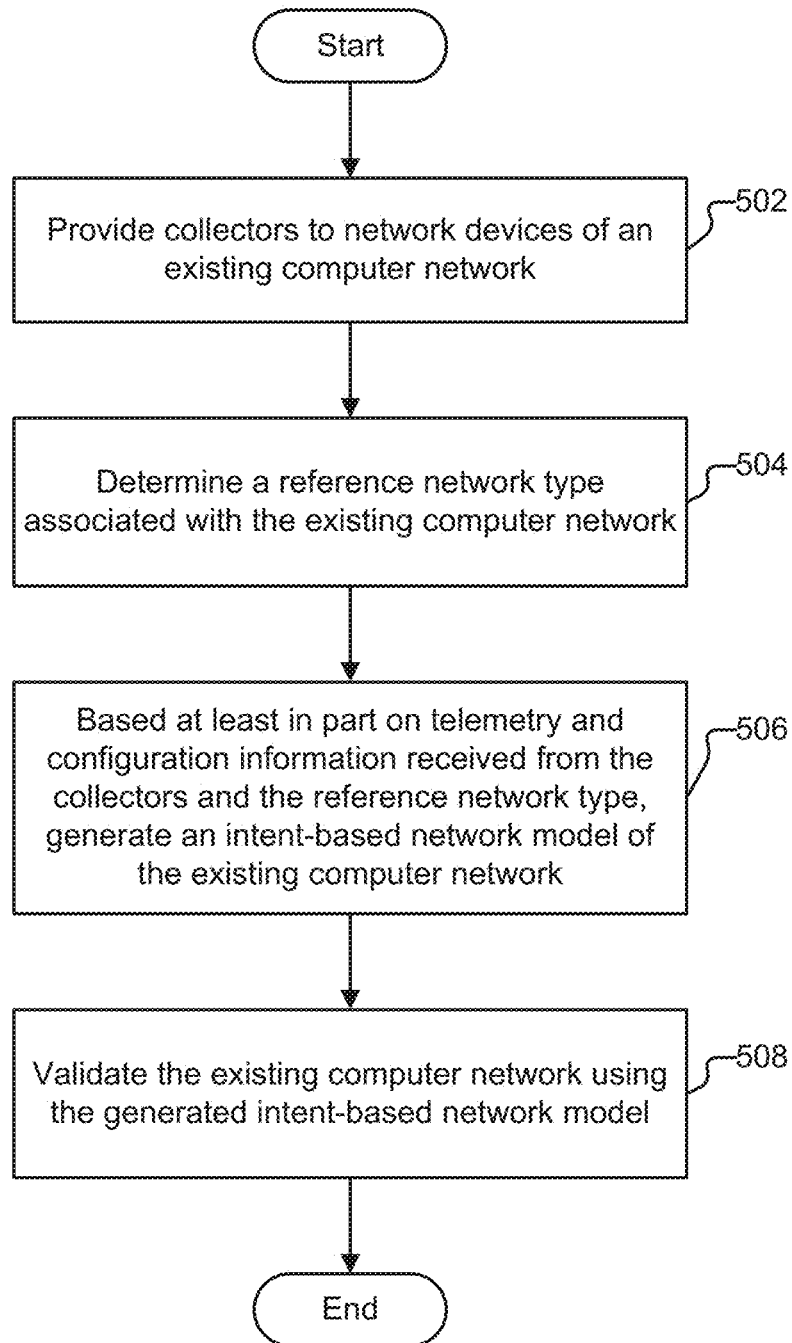 Start
Provide collectors to network devices of an
existing computer network
502
Determine a reference network type
associated with the existing computer network
504
Based at least in part on telemetry and
configuration information received from the
collectors and the reference network type,
generate an intent-based network model of
the existing computer network
506
Validate the existing computer network using
the generated intent-based network model
508
End